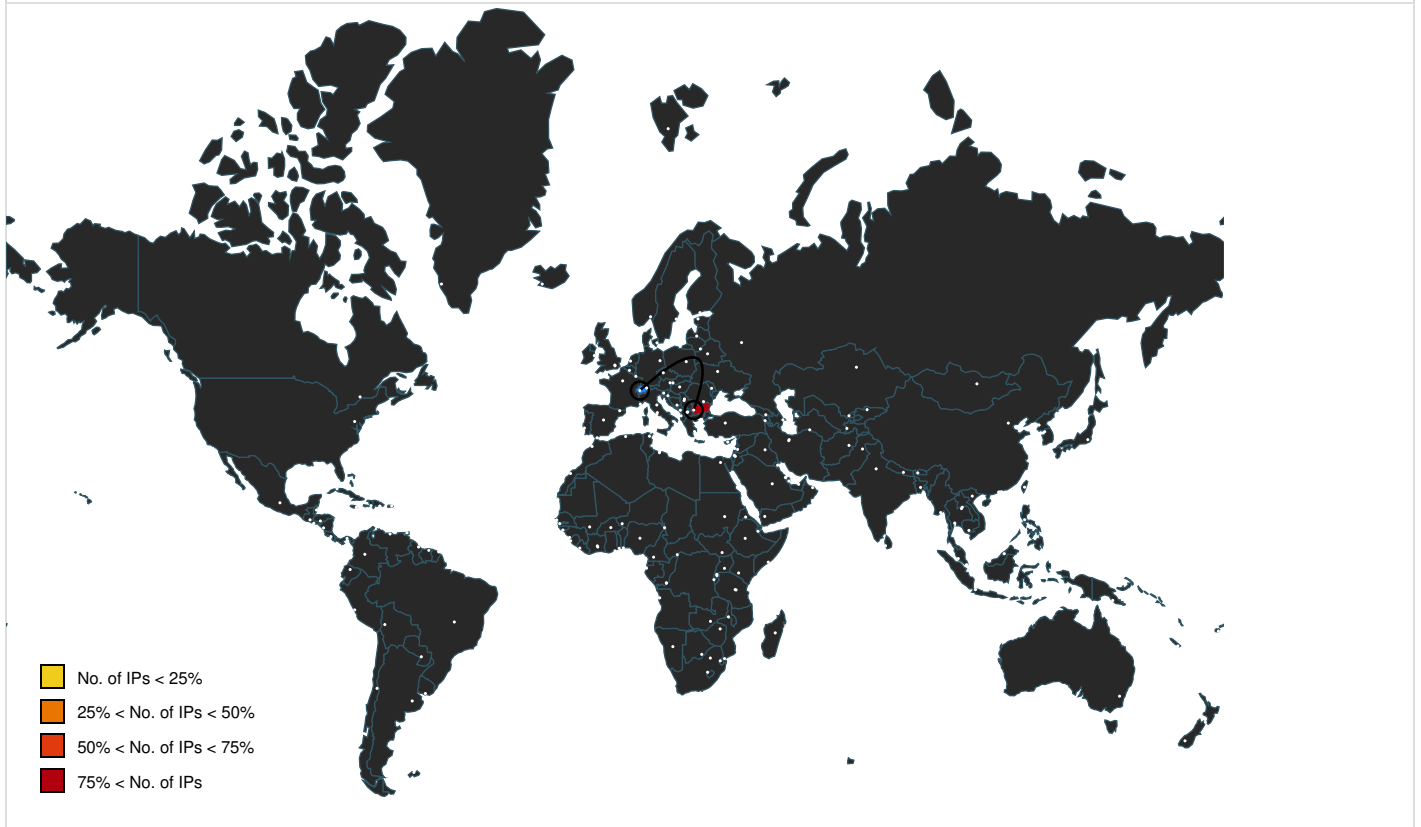 No. of IPs < 25%
25% < No. of IPs < 50%
50% < No. of IPs < 75%
75% < No. of IPs